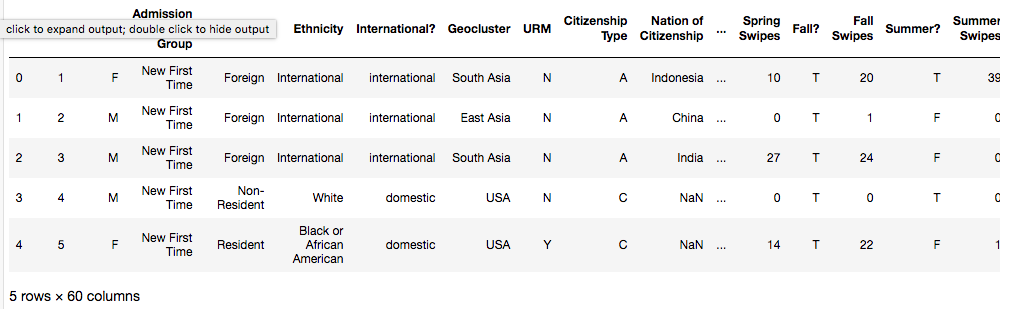 Admission
click to expand output; double click to hide output
Group
Ethnicity International? Geocluster URM Citizenship Type Nation of Citizenship ... Spring Swipes Fall? Fall Swipes Summer? Summer Swipes
0 1 F New First Time Foreign International international South Asia N A Indonesia ... 10 T 20 T 39
1 2 M New First Time Foreign International international East Asia N A China ... 0 T 1 F 0
2 3 M New First Time Foreign International international South Asia N A India ... 27 T 24 F 0
3 4 M New First Time Non-Resident White domestic USA N C NaN ... 0 T 0 T 0
4 5 F New First Time Resident Black or African American domestic USA Y C NaN ... 14 T 22 F 1
5 rows × 60 columns